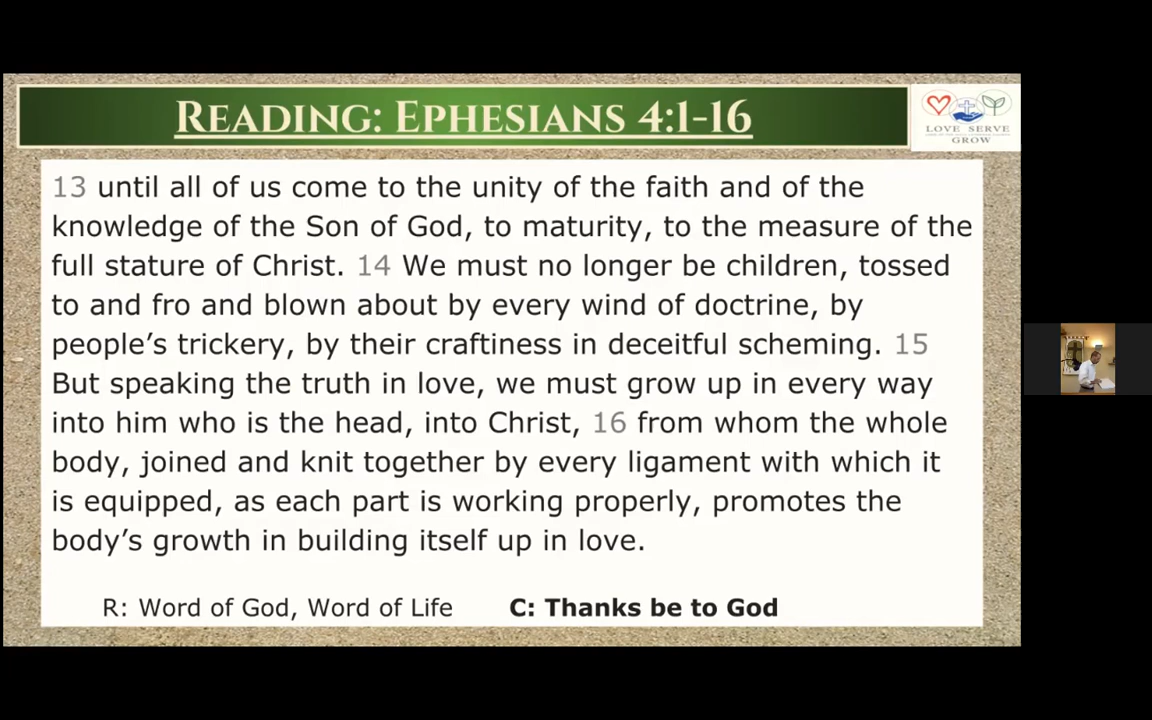 READING: EPHESIANS 4:1-16
LOVE SERVE
GROW
13 until all of us come to the unity of the faith and of the
knowledge of the Son of God, to maturity, to the measure of the
full stature of Christ. 14 We must no longer be children, tossed
to and fro and blown about by every wind of doctrine, by
people’s trickery, by their craftiness in deceitful scheming. 15
But speaking the truth in love, we must grow up in every way
into him who is the head, into Christ, 16 from whom the whole
body, joined and knit together by every ligament with which it
is equipped, as each part is working properly, promotes the
body’s growth in building itself up in love.
R: Word of God, Word of Life C: Thanks be to God